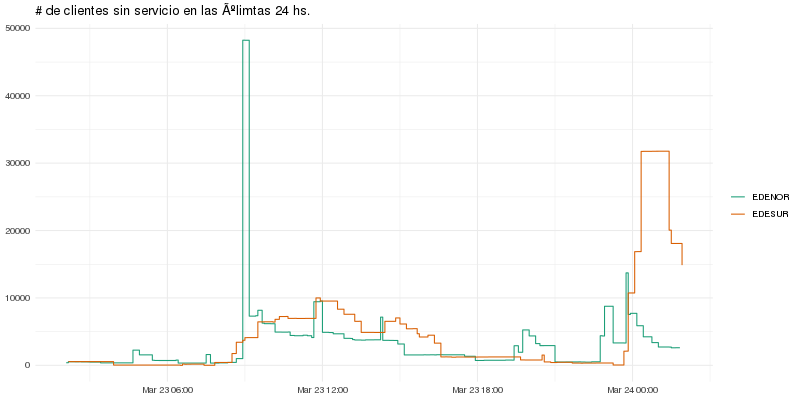 # de clientes sin servicio en las Ãºlimtas 24 hs.
50000
40000
30000
20000
10000
0
Mar 23 06:00
Mar 23 12:00
Mar 23 18:00
Mar 24 00:00
EDENOR
EDESUR